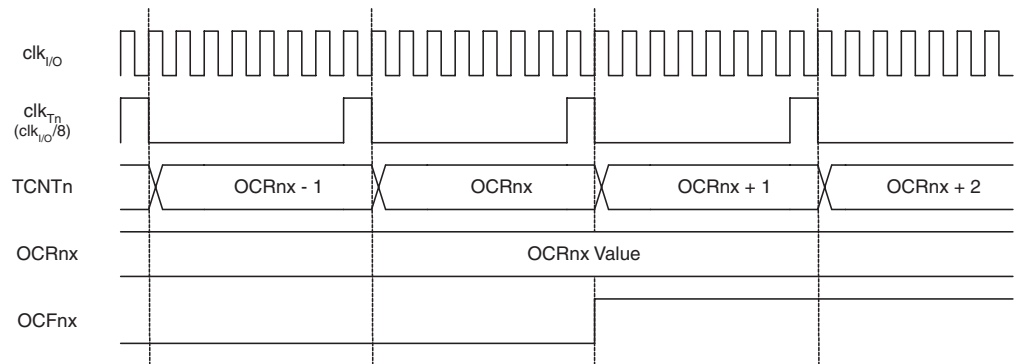 clkI/O
clkTn
(clkI/O/8)
TCNTn OCRnx - 1 OCRnx OCRnx + 1 OCRnx + 2
OCRnx OCRnx Value
OCFnx